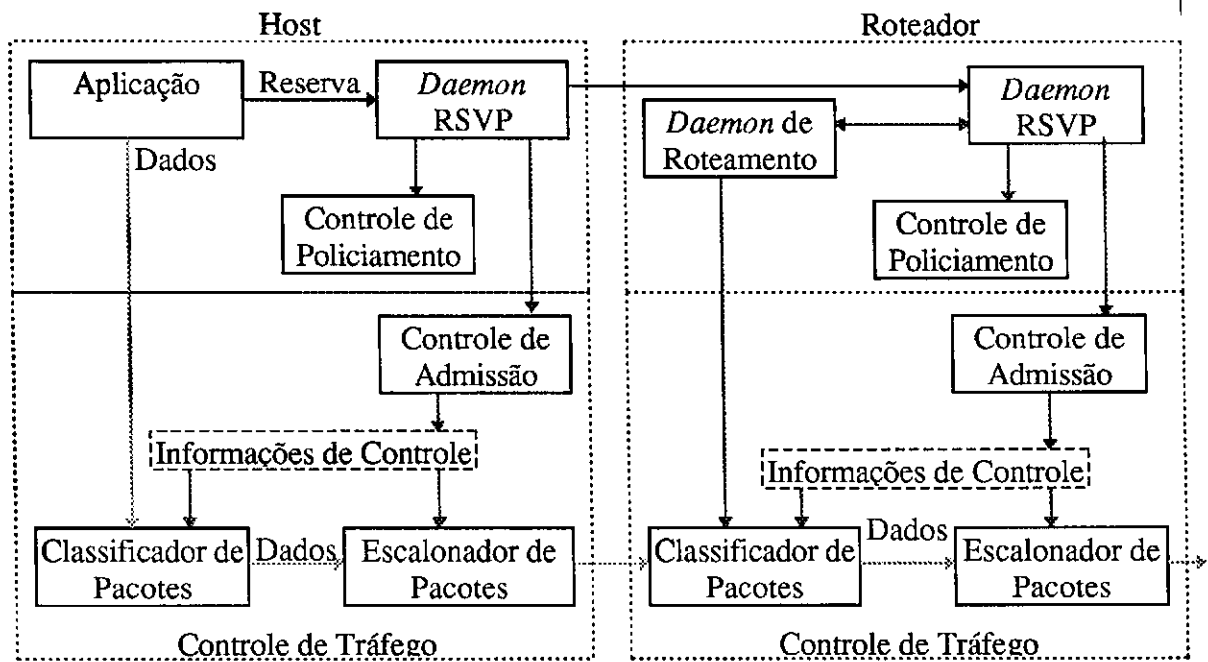 Host
Aplicação
Reserva
Daemon
RSVP
Dados
Controle de
Policiamento
Controle de
Admissão
Informações de Controle
Classificador de
Pacotes
Dados
Escalonador de
Pacotes
Controle de Tráfego
Roteador
Daemon de
Roteamento
Daemon
RSVP
Controle de
Policiamento
Controle de
Admissão
Informações de Controle
Classificador de
Pacotes
Dados
Escalonador de
Pacotes
Controle de Tráfego